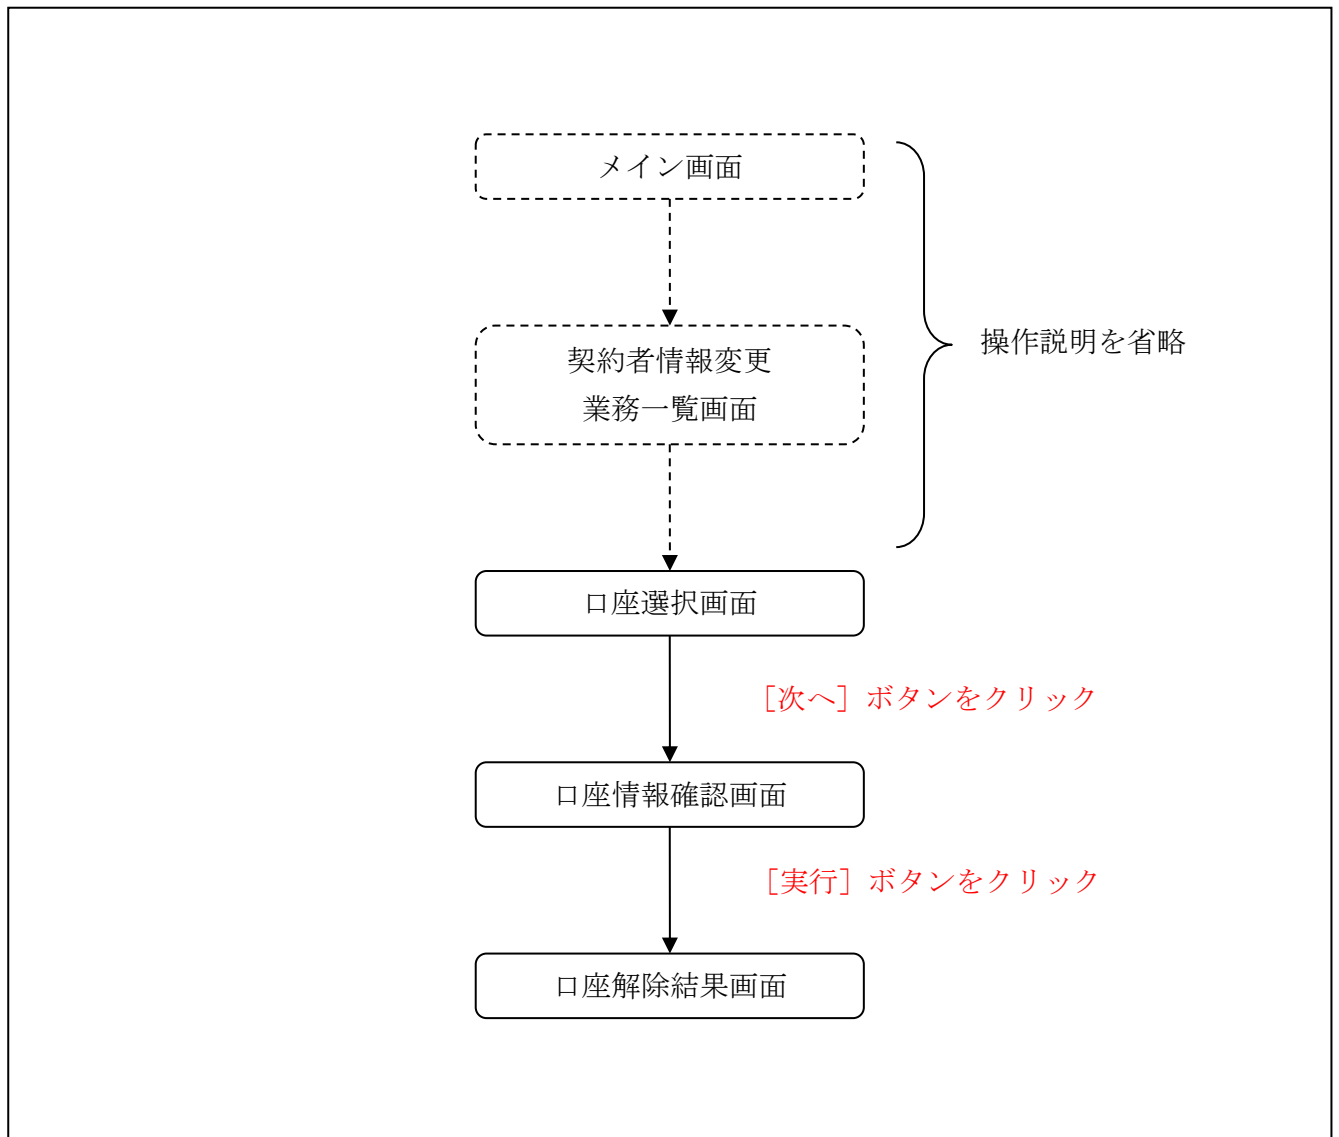 メイン画面
契約者情報変更
業務一覧画面
操作説明を省略
口座選択画面
［次へ］ボタンをクリック
口座情報確認画面
［実行］ボタンをクリック
口座解除結果画面